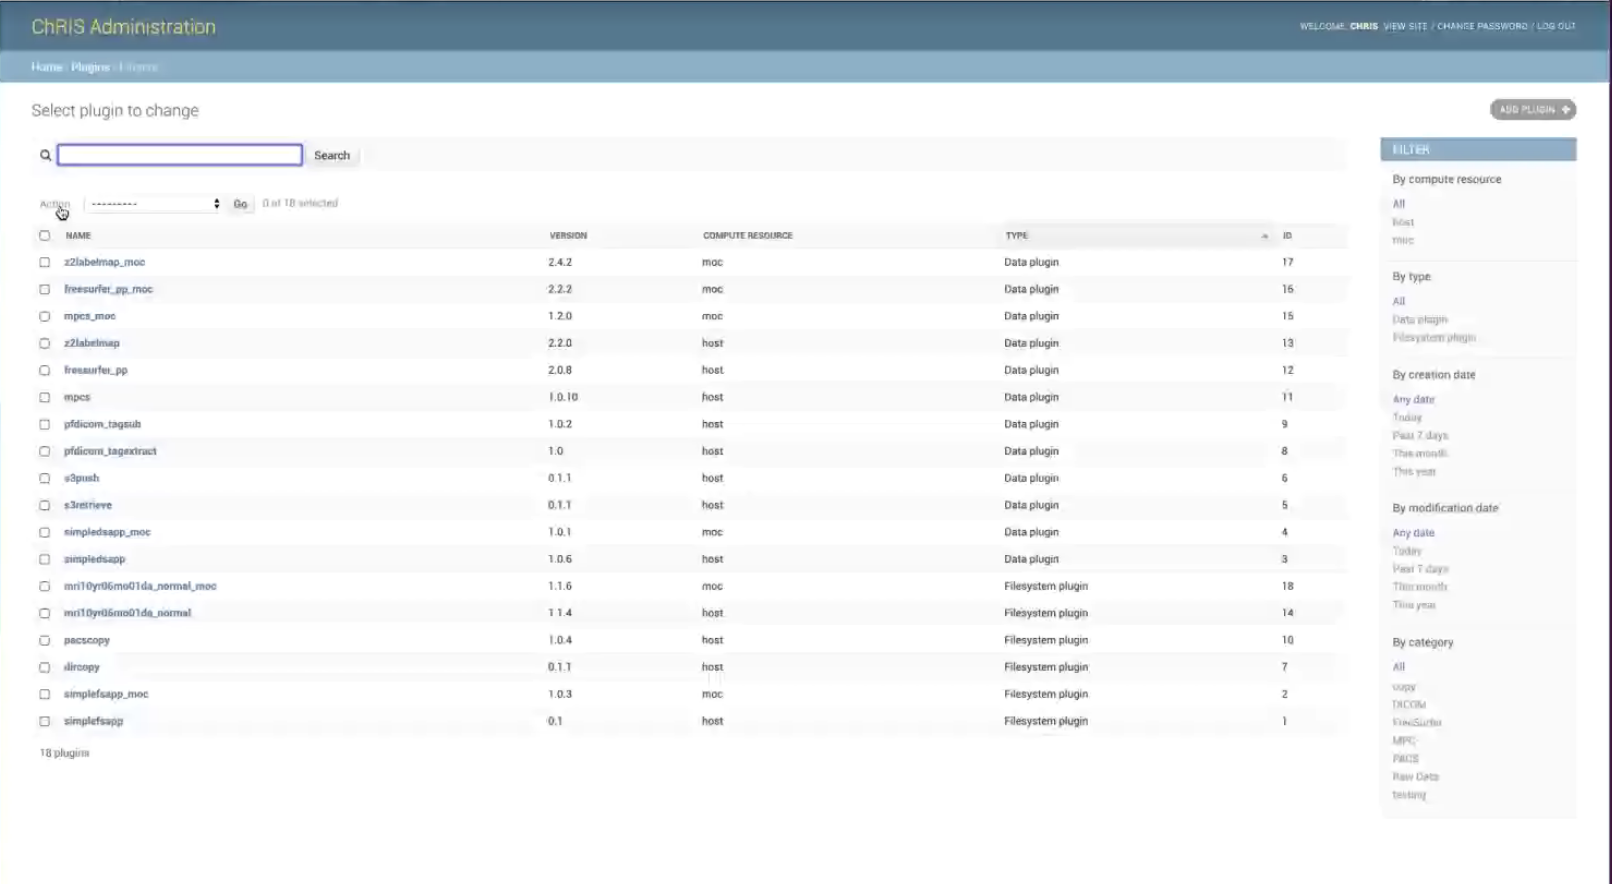 ChRIS Administration
WELCOME, CHRIS. VIEW SITE / CHANGE PASSWORD / LOG OUT
Home › Plugins › Plugins
Select plugin to change
ADD PLUGIN +
Search
Action: --------- Go 0 of 18 selected
NAME VERSION COMPUTE RESOURCE TYPE ID
z2labelmap_moc 2.4.2 moc Data plugin 17
freesurfer_pp_moc 2.2.2 moc Data plugin 16
mpcs_moc 1.2.0 moc Data plugin 15
z2labelmap 2.2.0 host Data plugin 13
freesurfer_pp 2.0.8 host Data plugin 12
mpcs 1.0.10 host Data plugin 11
pfdicom_tagsub 1.0.2 host Data plugin 9
pfdicom_tagextract 1.0 host Data plugin 8
s3push 0.1.1 host Data plugin 6
s3retrieve 0.1.1 host Data plugin 5
simpledsapp_moc 1.0.1 moc Data plugin 4
simpledsapp 1.0.6 host Data plugin 3
mri10yr06mo01da_normal_moc 1.1.6 moc Filesystem plugin 18
mri10yr06mo01da_normal 1.1.4 host Filesystem plugin 14
pacscopy 1.0.4 host Filesystem plugin 10
dircopy 0.1.1 host Filesystem plugin 7
simplefsapp_moc 1.0.3 moc Filesystem plugin 2
simplefsapp 0.1 host Filesystem plugin 1
18 plugins
FILTER
By compute resource
All
host
moc
By type
All
Data plugin
Filesystem plugin
By creation date
Any date
Today
Past 7 days
This month
This year
By modification date
Any date
Today
Past 7 days
This month
This year
By category
All
copy
DICOM
FreeSurfer
MPC
PACS
Raw Data
testing